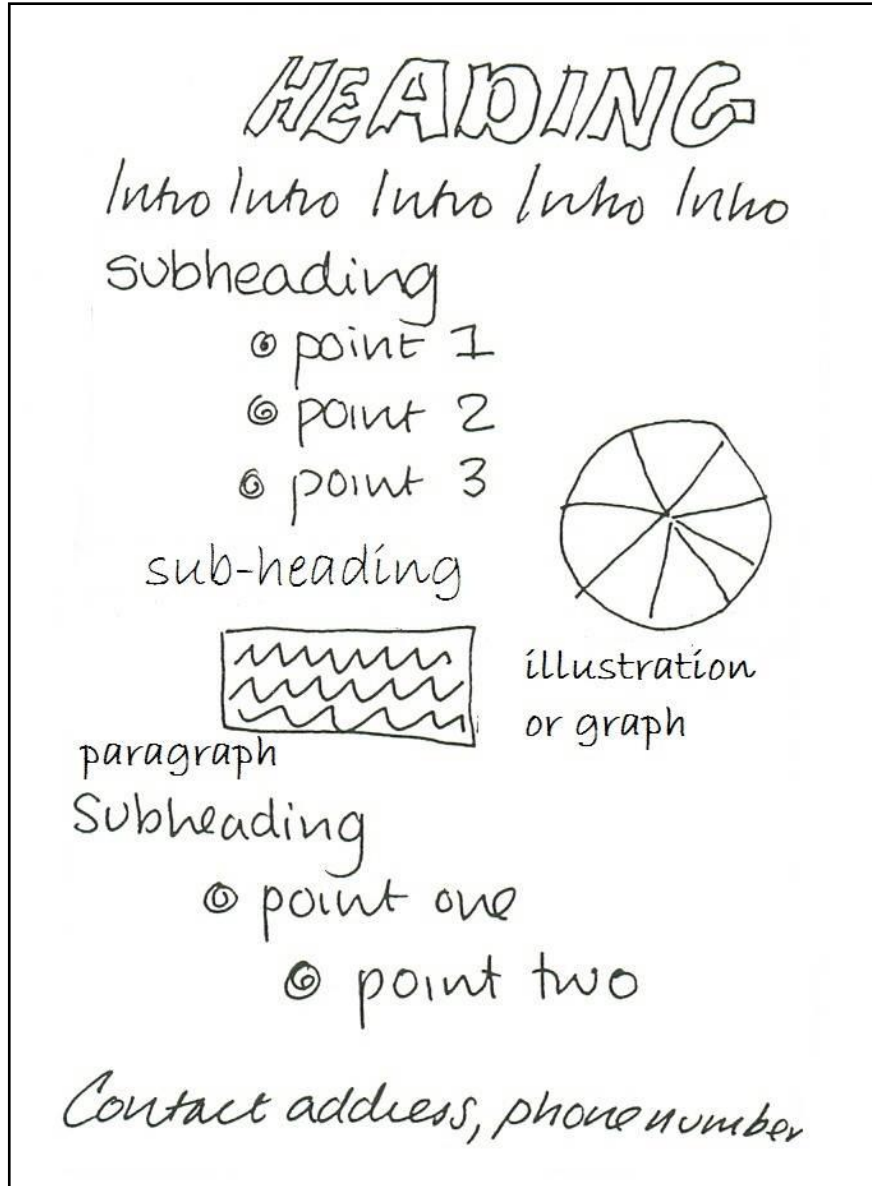 HEADING
Intro Intro Intro Intro Intro
subheading
point 1
point 2
point 3
sub-heading
illustration
or graph
paragraph
Subheading
point one
point two
Contact address, phone number